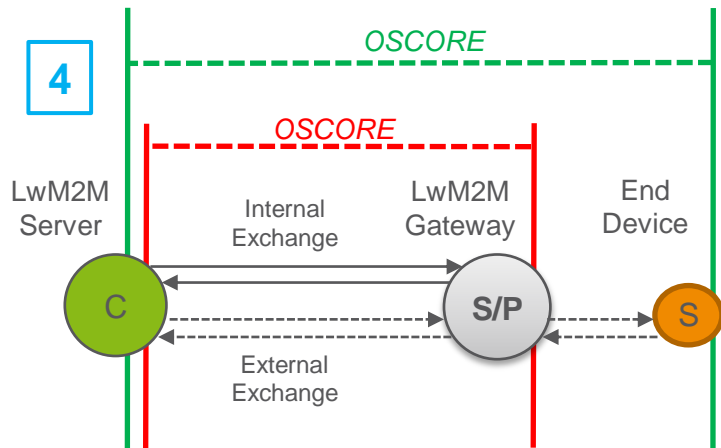 OSCORE
4
OSCORE
LwM2M
Server
Internal
Exchange
LwM2M
Gateway
End
Device
C
S/P
S
External
Exchange